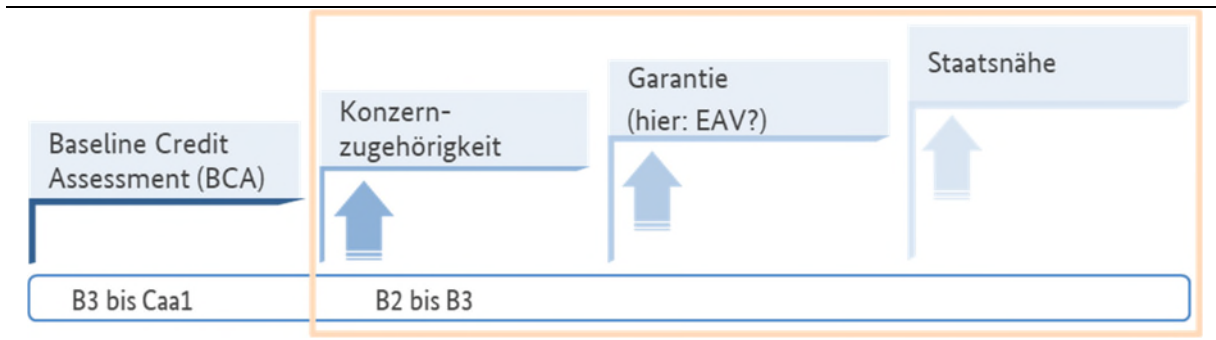 Baseline Credit
Assessment (BCA)
Konzern-
zugehörigkeit
Garantie
(hier: EAV?)
Staatsnähe
B3 bis Caa1
B2 bis B3